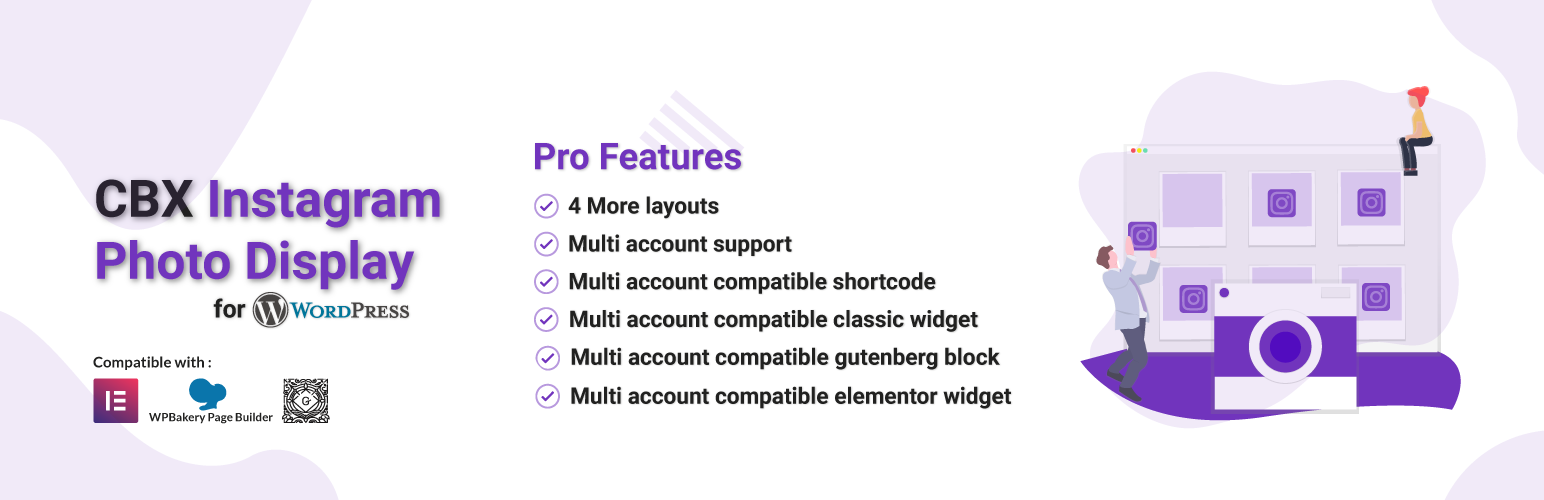 CBX Instagram
Photo Display
for WORDPRESS
Compatible with :
WPBakery Page Builder
Pro Features
4 More layouts
Multi account support
Multi account compatible shortcode
Multi account compatible classic widget
Multi account compatible gutenberg block
Multi account compatible elementor widget